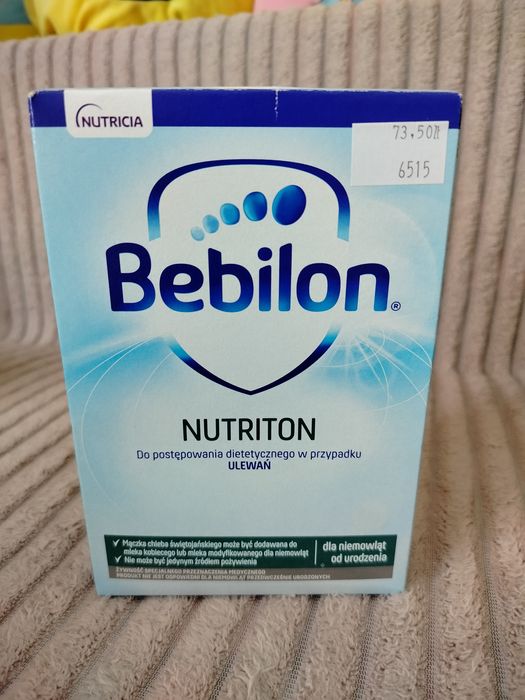 NUTRICIA
73,50zł
6515
Bebilon®
NUTRITON
Do postępowania dietetycznego w przypadku
ULEWAŃ
✓ Mączka chleba świętojańskiego może być dodawana do
mleka kobiecego lub mleka modyfikowanego dla niemowląt
✓ Nie może być jedynym źródłem pożywienia
dla niemowląt
od urodzenia
ŻYWNOŚĆ SPECJALNEGO PRZEZNACZENIA MEDYCZNEGO
PRODUKT NIE JEST ODPOWIEDNI DLA NIEMOWLĄT PRZEDWCZEŚNIE URODZONYCH